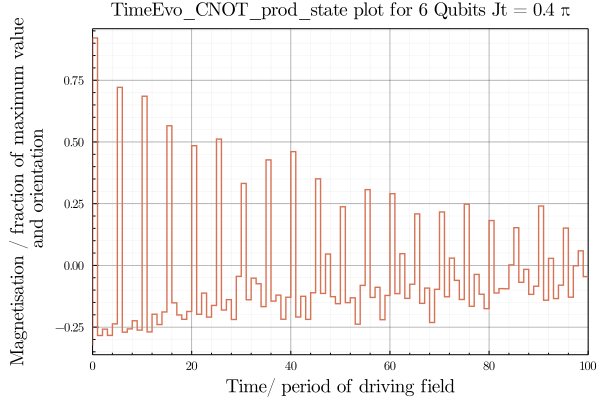 TimeEvo_CNOT_prod_state plot for 6 Qubits Jt = 0.4 π
Magnetisation / fraction of maximum value
and orientation
0.75
0.50
0.25
0.00
−0.25
0 20 40 60 80 100
Time/ period of driving field